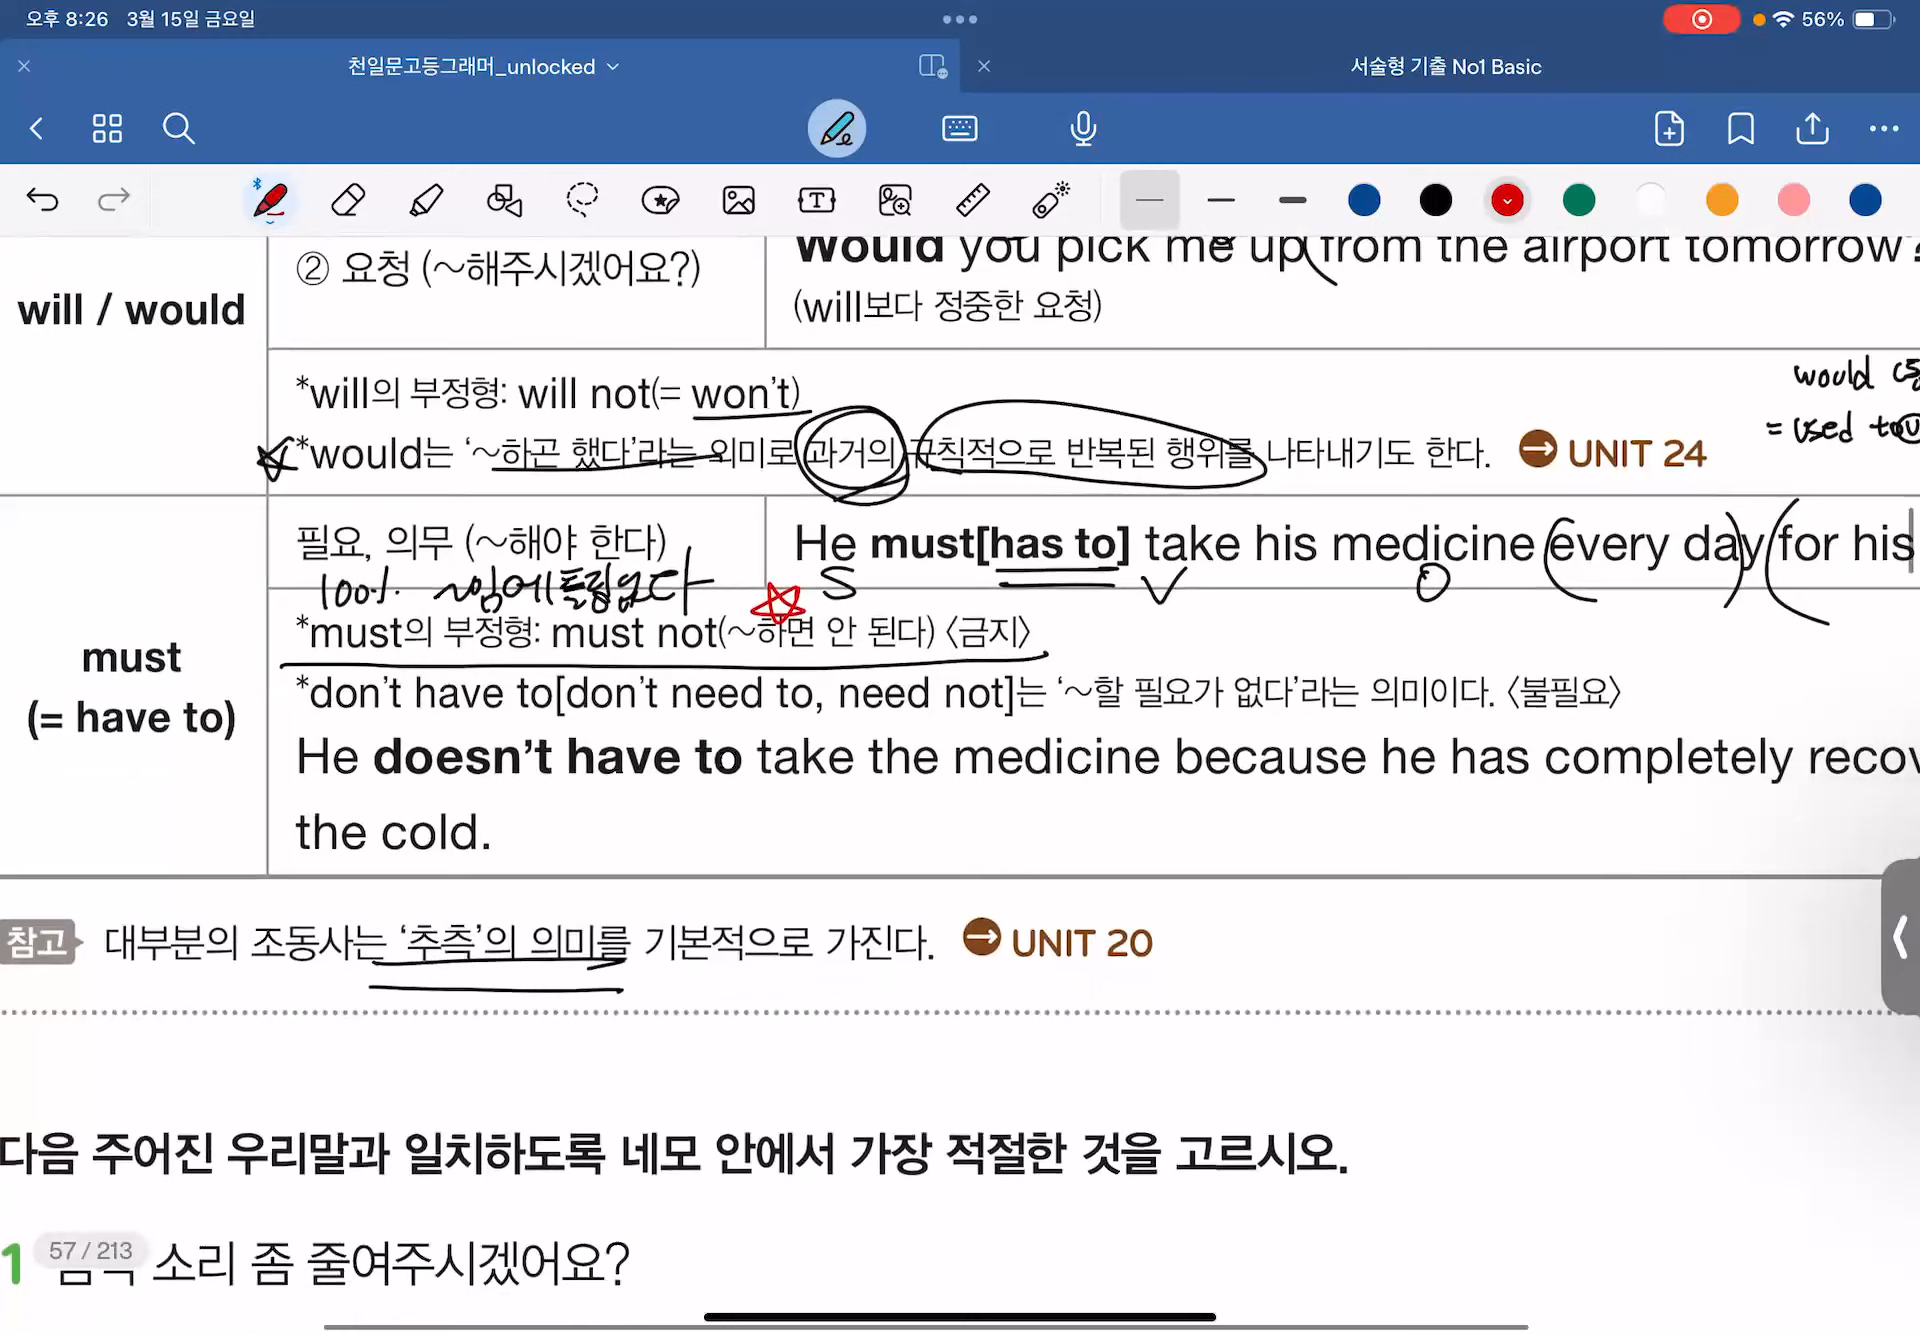 오후 8:26 3월 15일 금요일
56%
천일문고등그래머_unlocked
서술형 기출 No1 Basic
will / would
② 요청 (~해주시겠어요?)
Would you pick me up from the airport tomorrow?
(will보다 정중한 요청)
*will의 부정형: will not(= won't)
*would는 '~하곤 했다'라는 의미로 과거의 규칙적으로 반복된 행위를 나타내기도 한다. UNIT 24
would
= used to
must
(= have to)
필요, 의무 (~해야 한다)
He must[has to] take his medicine every day for his
100% ~임에 틀림없다
S V O
*must의 부정형: must not(~하면 안 된다) <금지>
*don't have to[don't need to, need not]는 '~할 필요가 없다'라는 의미이다. <불필요>
He doesn't have to take the medicine because he has completely recov
the cold.
참고 대부분의 조동사는 '추측'의 의미를 기본적으로 가진다. UNIT 20
다음 주어진 우리말과 일치하도록 네모 안에서 가장 적절한 것을 고르시오.
57 / 213
1 소리 좀 줄여주시겠어요?